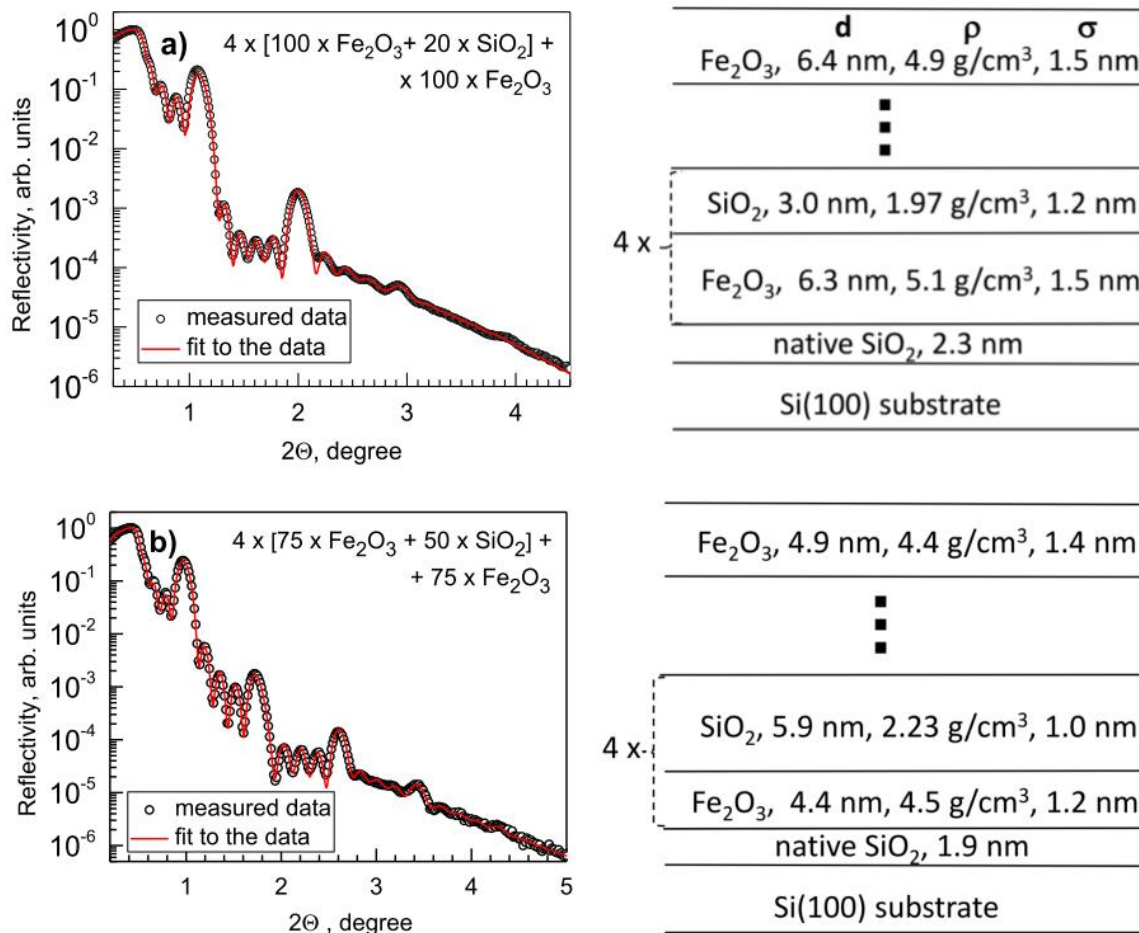 a)
4 x [100 x Fe₂O₃+ 20 x SiO₂] +
x 100 x Fe₂O₃
Reflectivity, arb. units
10⁰
10⁻¹
10⁻²
10⁻³
10⁻⁴
10⁻⁵
10⁻⁶
measured data
fit to the data
1 2 3 4
2Θ, degree
d ρ σ
Fe₂O₃, 6.4 nm, 4.9 g/cm³, 1.5 nm
4 x
SiO₂, 3.0 nm, 1.97 g/cm³, 1.2 nm
Fe₂O₃, 6.3 nm, 5.1 g/cm³, 1.5 nm
native SiO₂, 2.3 nm
Si(100) substrate
b)
4 x [75 x Fe₂O₃ + 50 x SiO₂] +
+ 75 x Fe₂O₃
Reflectivity, arb. units
10⁰
10⁻¹
10⁻²
10⁻³
10⁻⁴
10⁻⁵
10⁻⁶
measured data
fit to the data
1 2 3 4 5
2Θ , degree
Fe₂O₃, 4.9 nm, 4.4 g/cm³, 1.4 nm
4 x
SiO₂, 5.9 nm, 2.23 g/cm³, 1.0 nm
Fe₂O₃, 4.4 nm, 4.5 g/cm³, 1.2 nm
native SiO₂, 1.9 nm
Si(100) substrate